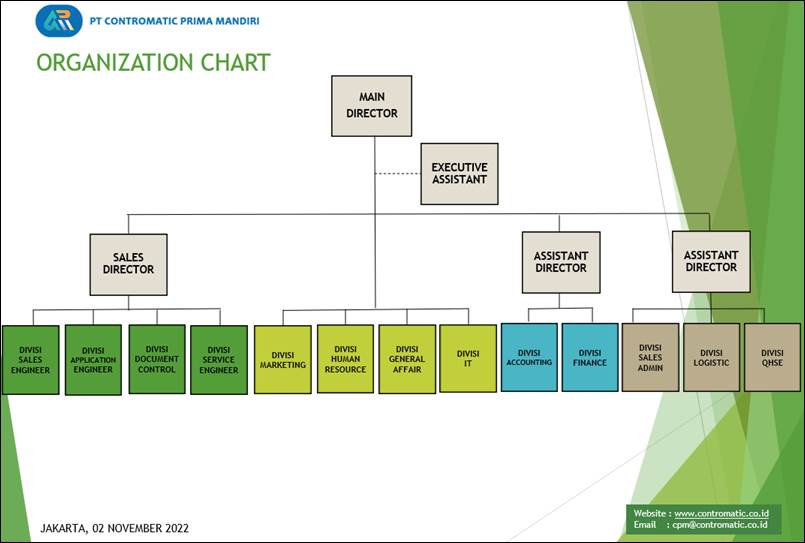 PT CONTROMATIC PRIMA MANDIRI
ORGANIZATION CHART
MAIN
DIRECTOR
EXECUTIVE
ASSISTANT
SALES
DIRECTOR
ASSISTANT
DIRECTOR
ASSISTANT
DIRECTOR
DIVISI
SALES
ENGINEER
DIVISI
APPLICATION
ENGINEER
DIVISI
DOCUMENT
CONTROL
DIVISI
SERVICE
ENGINEER
DIVISI
MARKETING
DIVISI
HUMAN
RESOURCE
DIVISI
GENERAL
AFFAIR
DIVISI
IT
DIVISI
ACCOUNTING
DIVISI
FINANCE
DIVISI
SALES
ADMIN
DIVISI
LOGISTIC
DIVISI
QHSE
JAKARTA, 02 NOVEMBER 2022
Website : www.contromatic.co.id
Email : cpm@contromatic.co.id